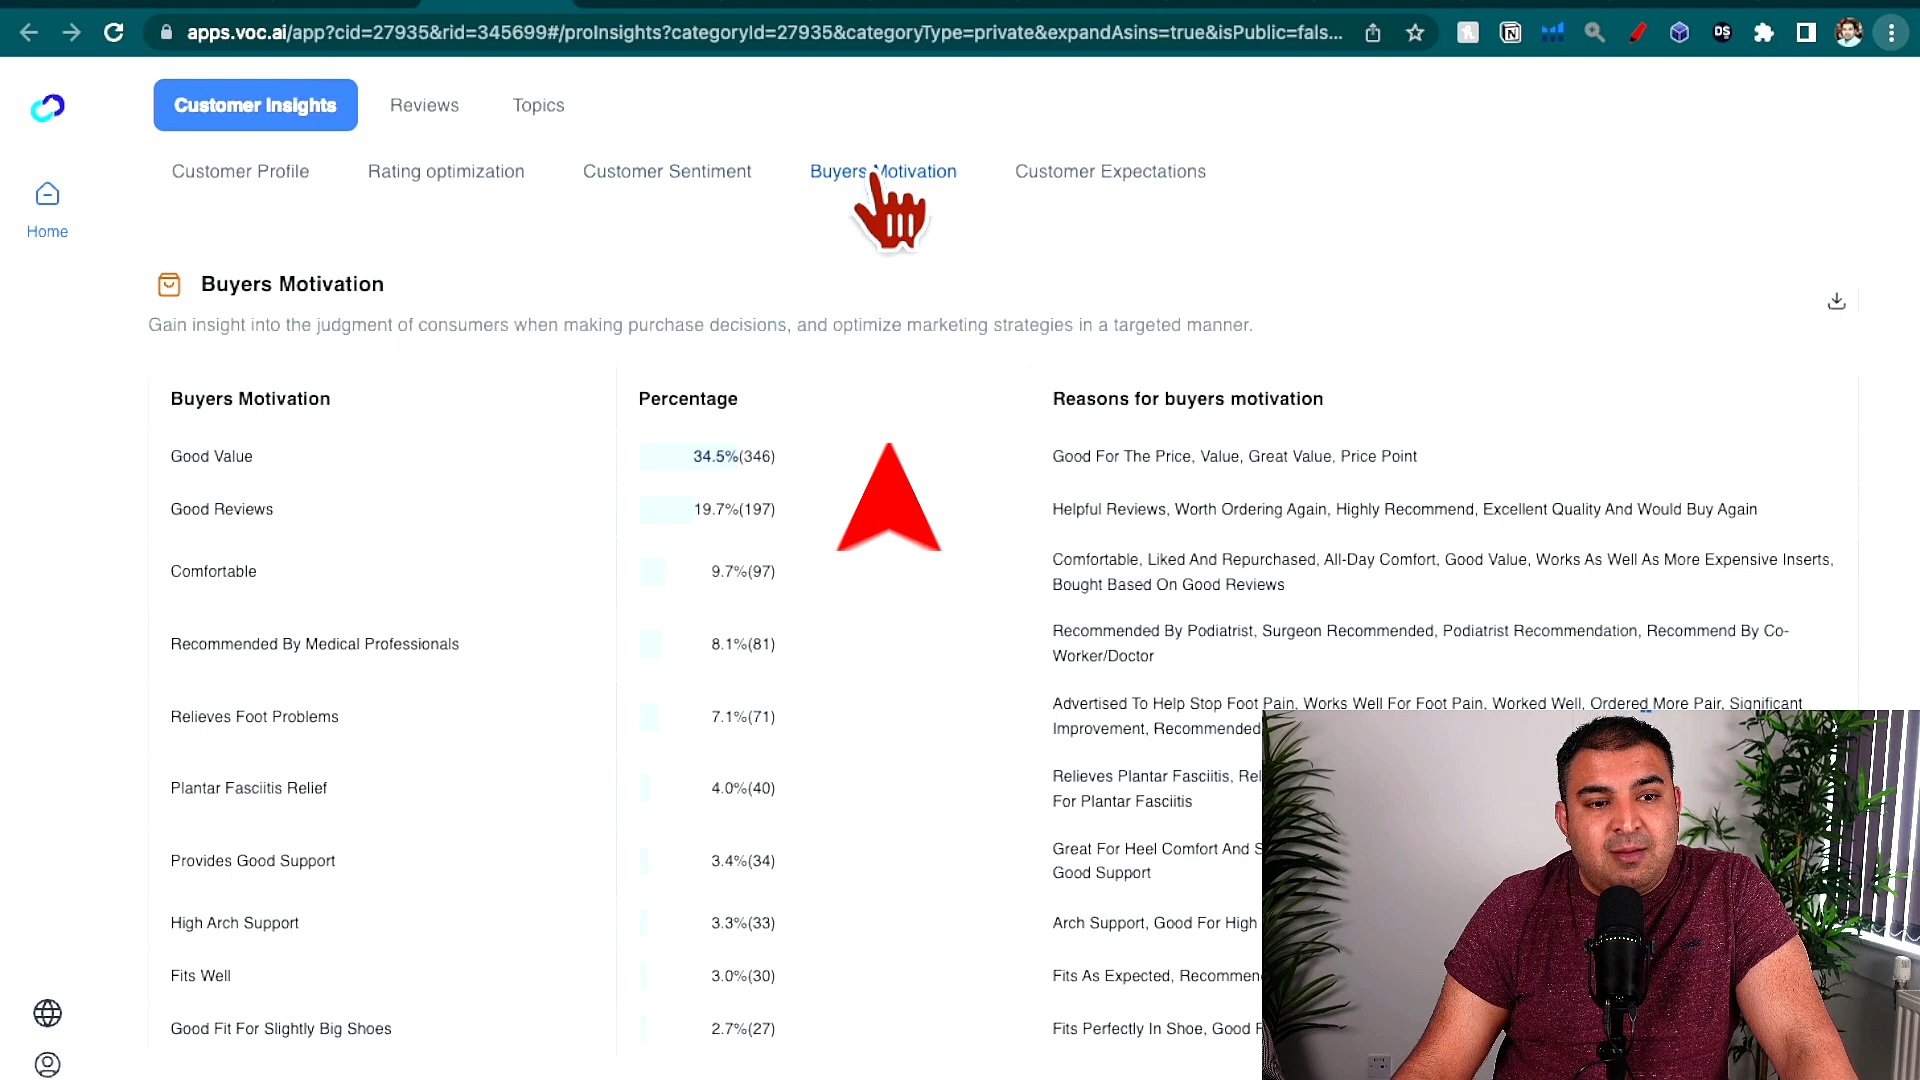 apps.voc.ai/app?cid=27935&rid=345699#/proInsights?categoryId=27935&categoryType=private&expandAsins=true&isPublic=fals...
DS
Customer Insights
Reviews
Topics
Customer Profile
Rating optimization
Customer Sentiment
Buyers Motivation
Customer Expectations
Home
Buyers Motivation
Gain insight into the judgment of consumers when making purchase decisions, and optimize marketing strategies in a targeted manner.
Buyers Motivation Percentage Reasons for buyers motivation
Good Value 34.5%(346) Good For The Price, Value, Great Value, Price Point
Good Reviews 19.7%(197) Helpful Reviews, Worth Ordering Again, Highly Recommend, Excellent Quality And Would Buy Again
Comfortable 9.7%(97) Comfortable, Liked And Repurchased, All-Day Comfort, Good Value, Works As Well As More Expensive Inserts,
Bought Based On Good Reviews
Recommended By Medical Professionals 8.1%(81) Recommended By Podiatrist, Surgeon Recommended, Podiatrist Recommendation, Recommend By Co-
Worker/Doctor
Relieves Foot Problems 7.1%(71) Advertised To Help Stop Foot Pain, Works Well For Foot Pain, Worked Well, Ordered More Pair, Significant
Improvement, Recommended
Plantar Fasciitis Relief 4.0%(40) Relieves Plantar Fasciitis, Rel
For Plantar Fasciitis
Provides Good Support 3.4%(34) Great For Heel Comfort And S
Good Support
High Arch Support 3.3%(33) Arch Support, Good For High
Fits Well 3.0%(30) Fits As Expected, Recommen
Good Fit For Slightly Big Shoes 2.7%(27) Fits Perfectly In Shoe, Good F